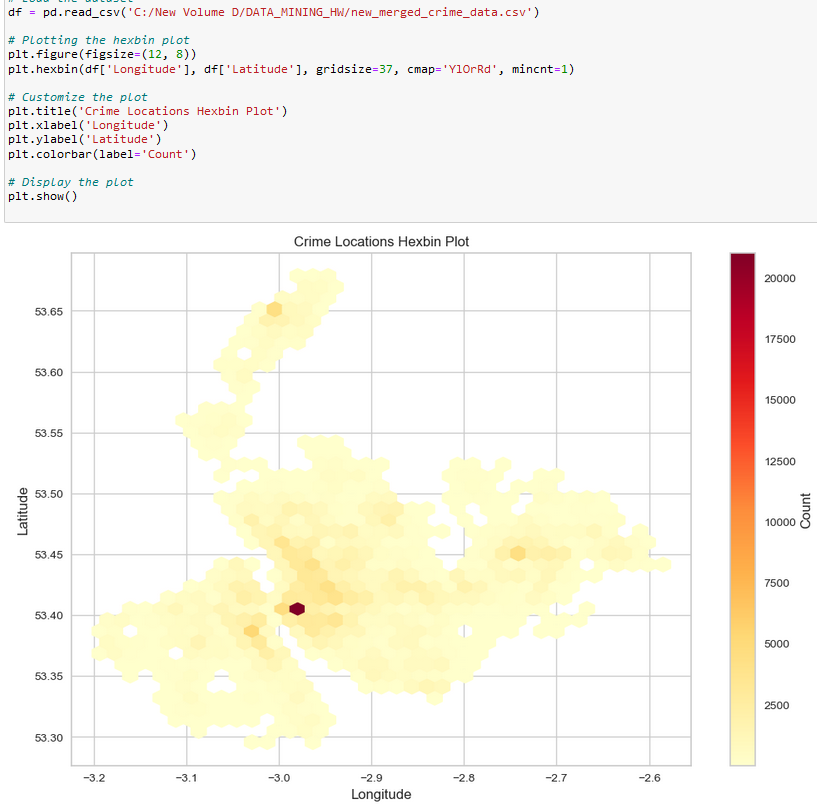 # Load the dataset
df = pd.read_csv('C:/New Volume D/DATA_MINING_HW/new_merged_crime_data.csv')
# Plotting the hexbin plot
plt.figure(figsize=(12, 8))
plt.hexbin(df['Longitude'], df['Latitude'], gridsize=37, cmap='YlOrRd', mincnt=1)
# Customize the plot
plt.title('Crime Locations Hexbin Plot')
plt.xlabel('Longitude')
plt.ylabel('Latitude')
plt.colorbar(label='Count')
# Display the plot
plt.show()
Crime Locations Hexbin Plot
53.65
53.60
53.55
53.50
53.45
53.40
53.35
53.30
Latitude
−3.2
−3.1
−3.0
−2.9
−2.8
−2.7
−2.6
Longitude
20000
17500
15000
12500
10000
7500
5000
2500
Count